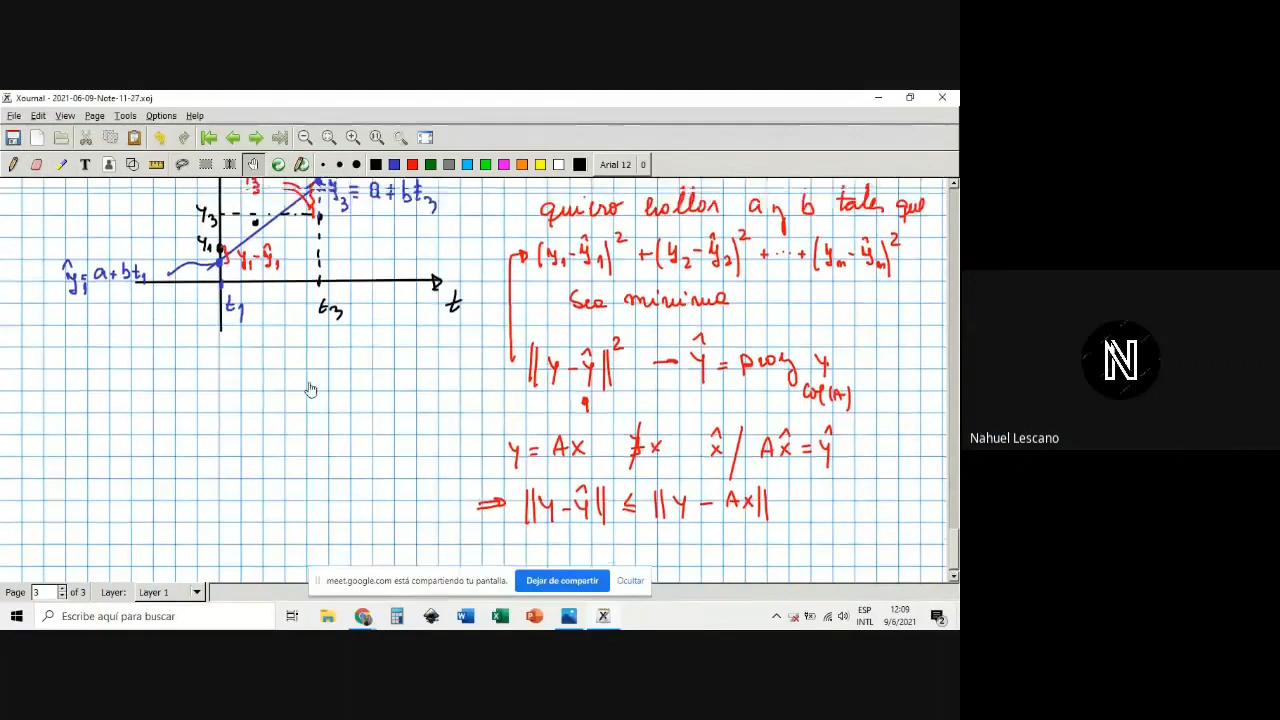 Xournal - 2021-06-09-Note-11-27.xoj
File Edit View Page Tools Options Help
Arial 12 0
y₃ ŷ₃ = a + bt₃
y₁
y₁ - ŷ₁
ŷ₁ = a + bt₁
t₁ t₃ t
quiero hallar a y b tales que
(y₁ - ŷ₁)² + (y₂ - ŷ₂)² + ... + (yₘ - ŷₘ)²
Sea minima
||y - ŷ||² → ŷ = proy y
Col(A)
y = Ax ∄ x x̂ / Ax̂ = ŷ
⇒ ||y - ŷ|| ≤ ||y - Ax||
N
Nahuel Lescano
meet.google.com está compartiendo tu pantalla. Dejar de compartir Ocultar
Page 3 of 3 Layer: Layer 1
Escribe aquí para buscar
ESP
INTL
12:09
9/6/2021
2